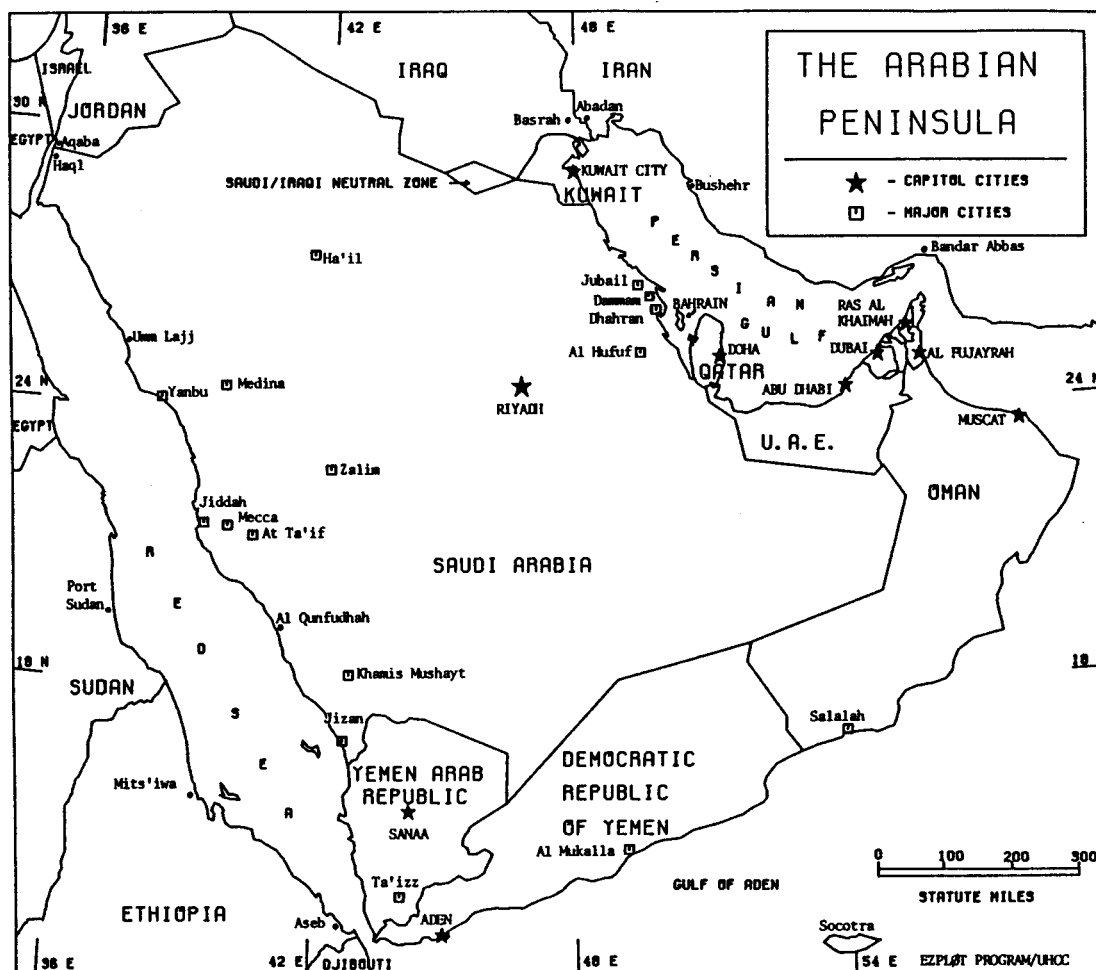 36 E
42 E
48 E
THE ARABIAN
PENINSULA
- CAPITOL CITIES
- MAJOR CITIES
ISRAEL
IRAQ
IRAN
30 N
JORDAN
Abadan
Basrah
EGYPT
Aqaba
Haql
SAUDI/IRAQI NEUTRAL ZONE
KUWAIT CITY
KUWAIT
Bushehr
PERSIAN
GULF
Bandar Abbas
Ha'il
Jubail
Dammam
Dhahran
BAHRAIN
RAS AL
KHAIMAH
Umm Lajj
Al Hufuf
DOHA
QATAR
DUBAI
AL FUJAYRAH
24 N
Yanbu
Medina
RIYADH
ABU DHABI
24 N
EGYPT
MUSCAT
U.A.E.
Zalim
OMAN
Jiddah
Mecca
At Ta'if
RED
SEA
SAUDI ARABIA
Port
Sudan
Al Qunfudhah
18 N
Khamis Mushayt
18
SUDAN
Jizan
Salalah
Mits'iwa
YEMEN ARAB
REPUBLIC
SANAA
DEMOCRATIC
REPUBLIC
OF YEMEN
Al Mukalla
0 100 200 300
STATUTE MILES
Ta'izz
GULF OF ADEN
ETHIOPIA
Aseb
ADEN
Socotra
36 E
42 E
DJIBOUTI
48 E
54 E
EZPLØT PROGRAM/UHCC